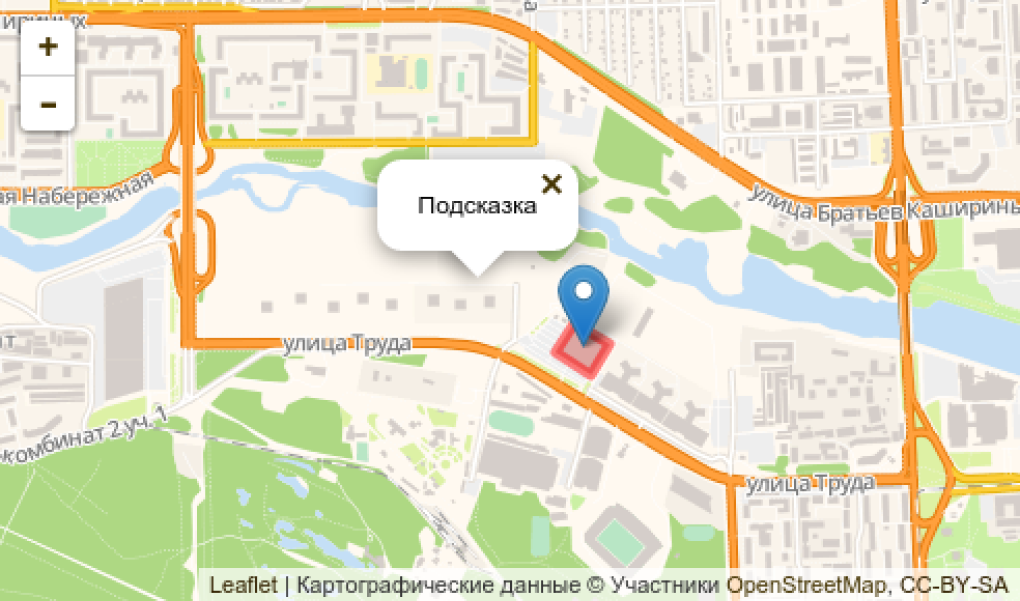 +
-
ая Набережная
Подсказка
×
улица Братьев Кашириных
улица Труда
комбинат 2 уч. 1
улица Труда
Leaflet | Картографические данные © Участники OpenStreetMap, CC-BY-SA